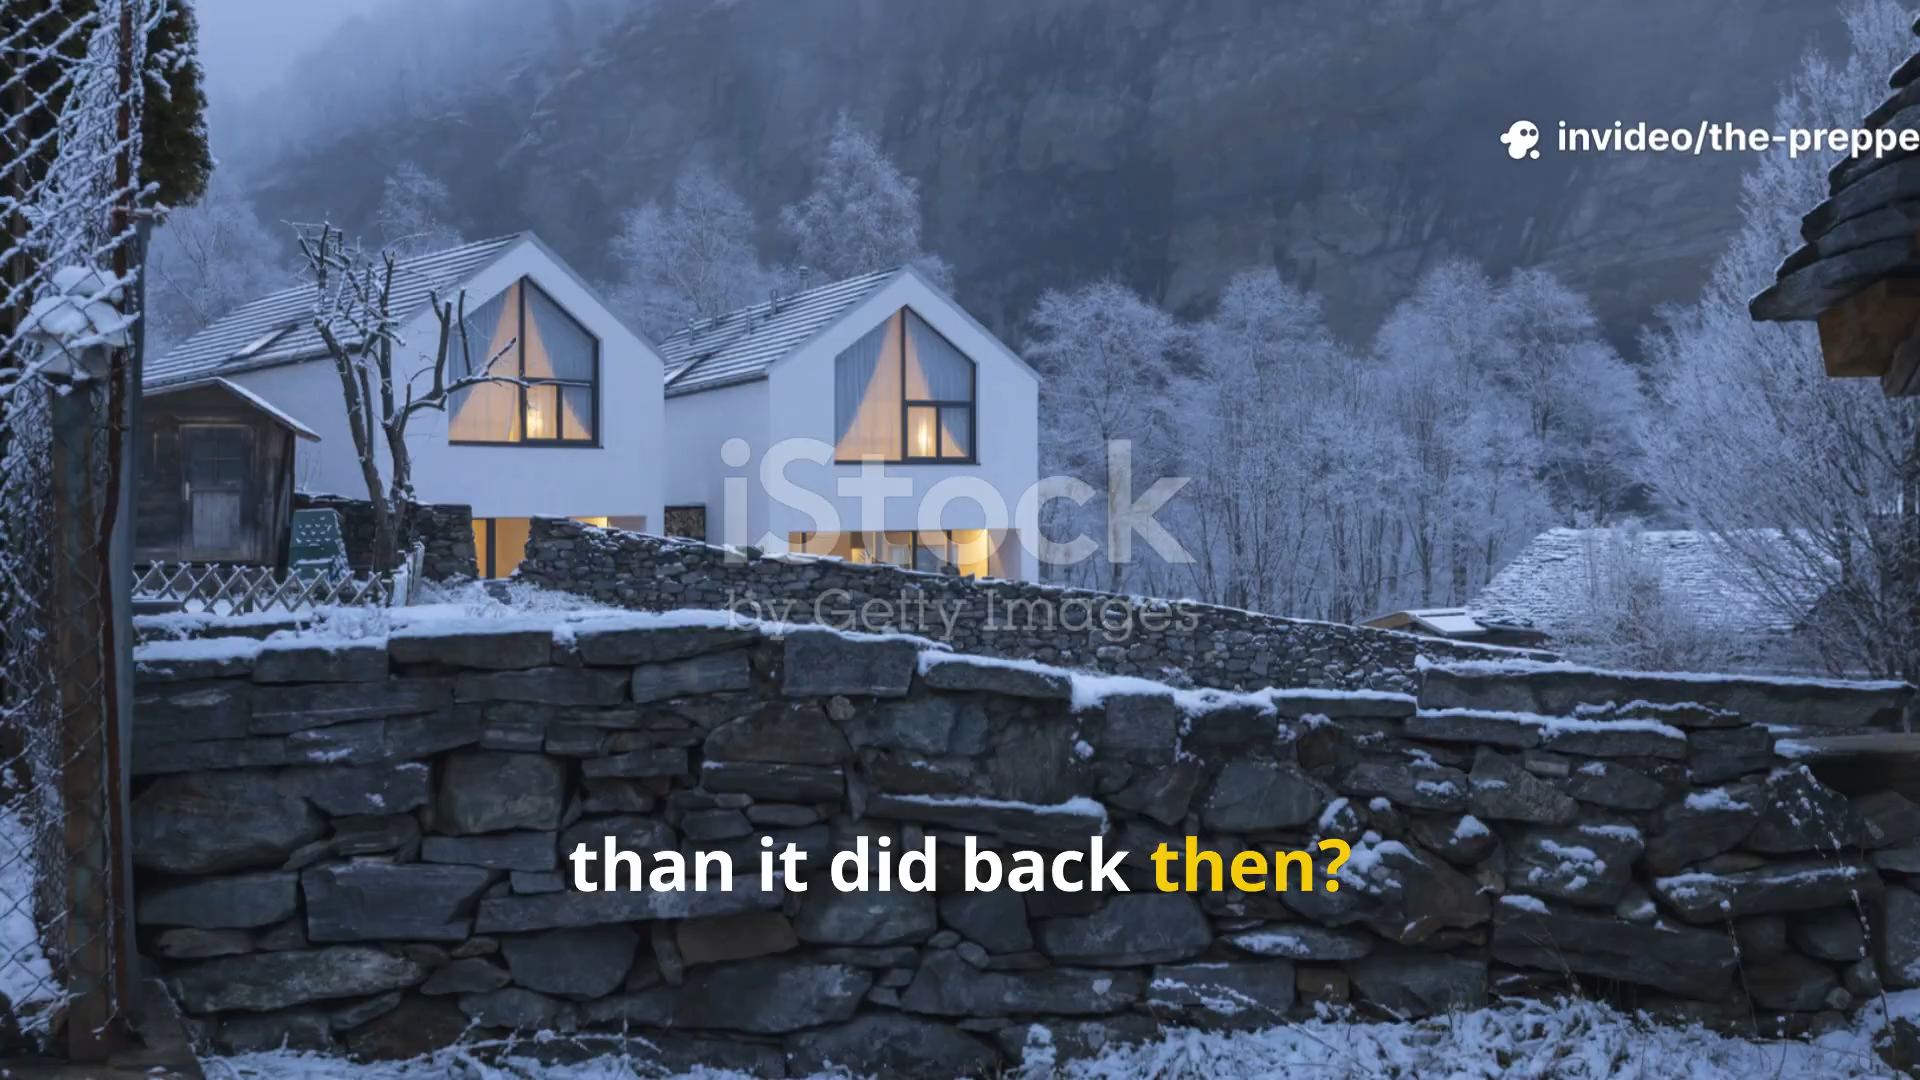 invideo/the-preppe
iStock
by Getty Images
than it did back then?